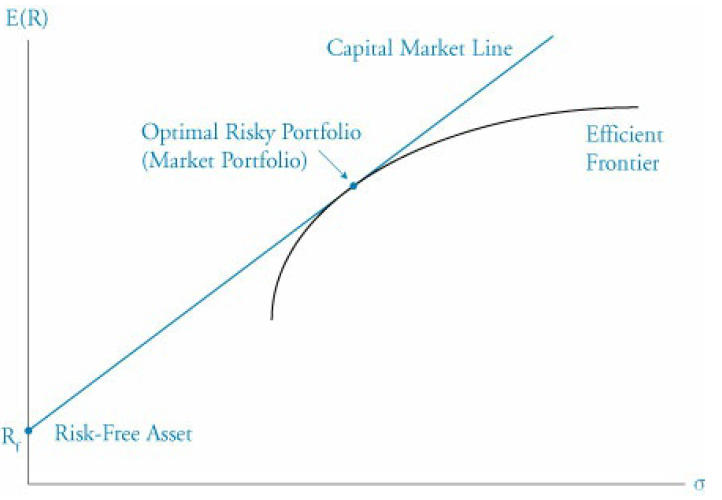 E(R)
Capital Market Line
Optimal Risky Portfolio
(Market Portfolio)
Efficient
Frontier
Rf
Risk-Free Asset
σ